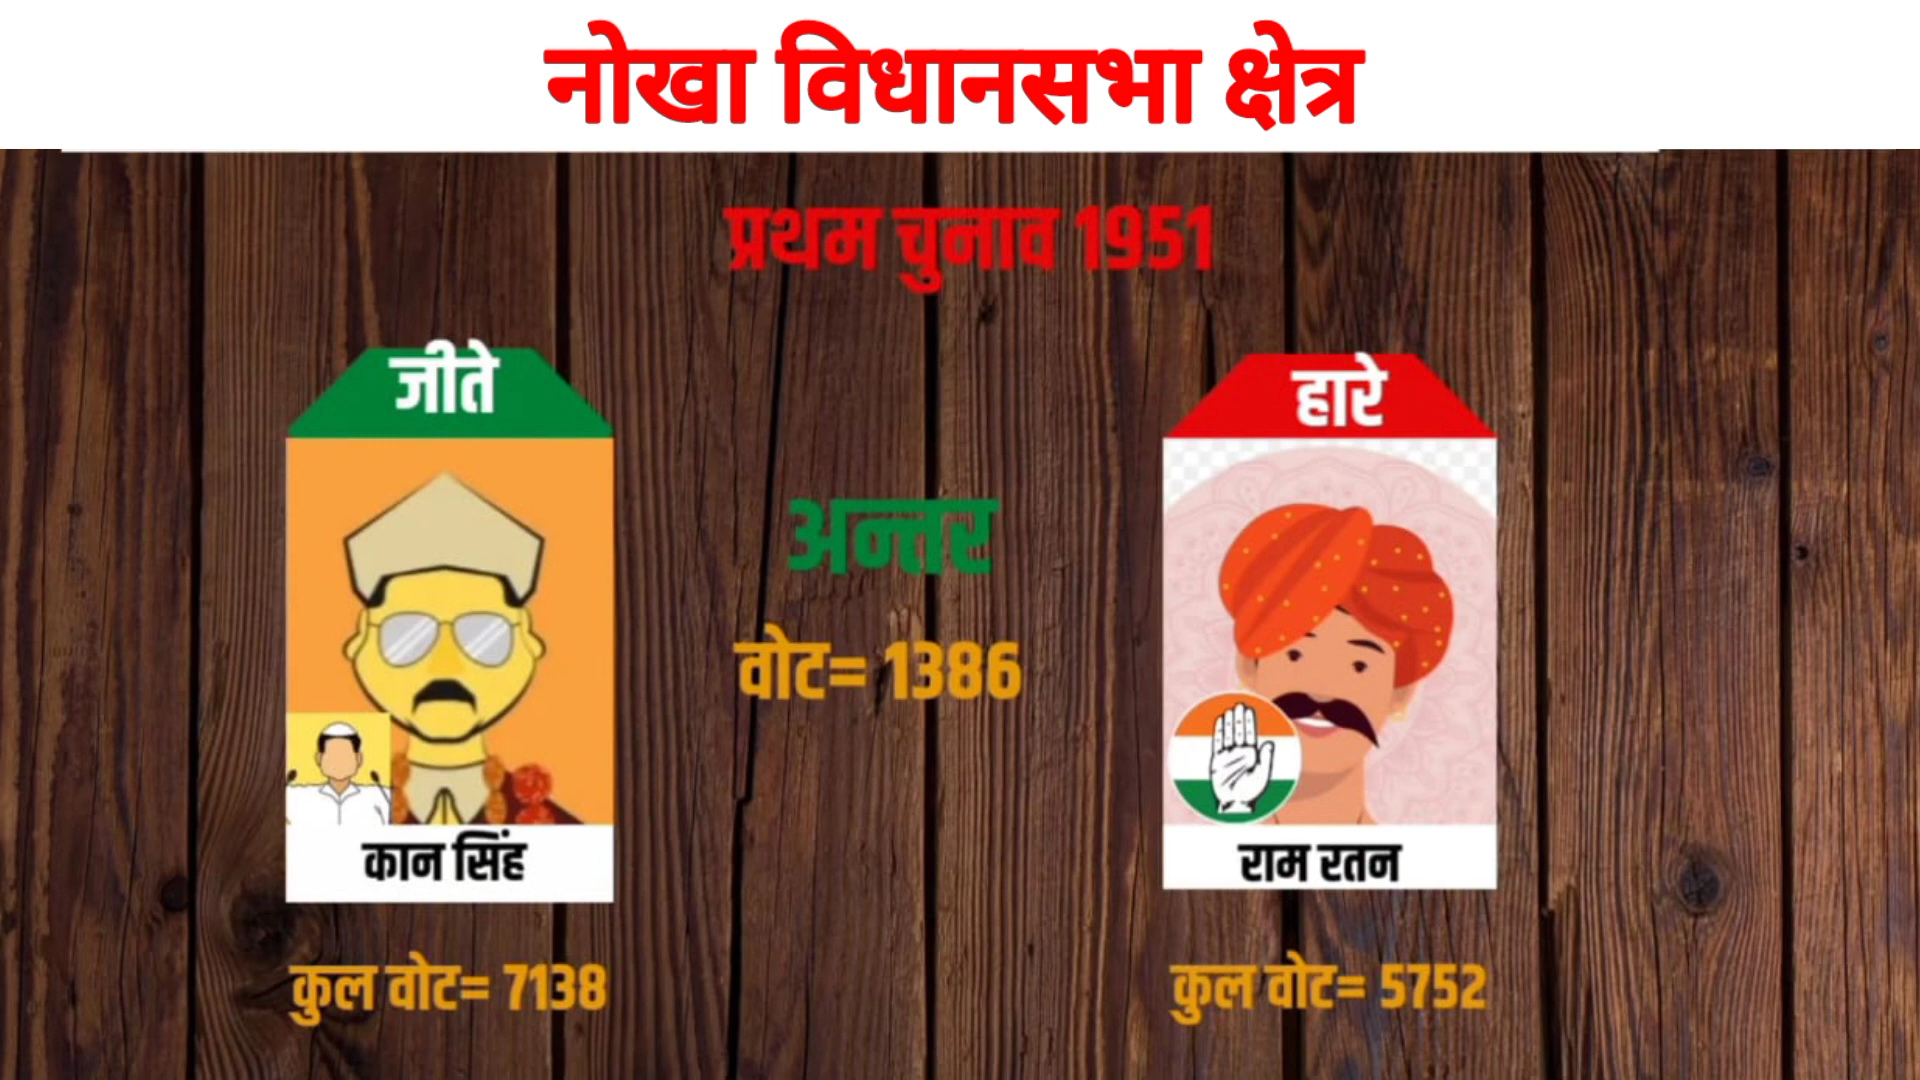 नोखा विधानसभा क्षेत्र
प्रथम चुनाव 1951
जीते
हारे
अन्तर
वोट= 1386
कान सिंह
राम रतन
कुल वोट= 7138
कुल वोट= 5752